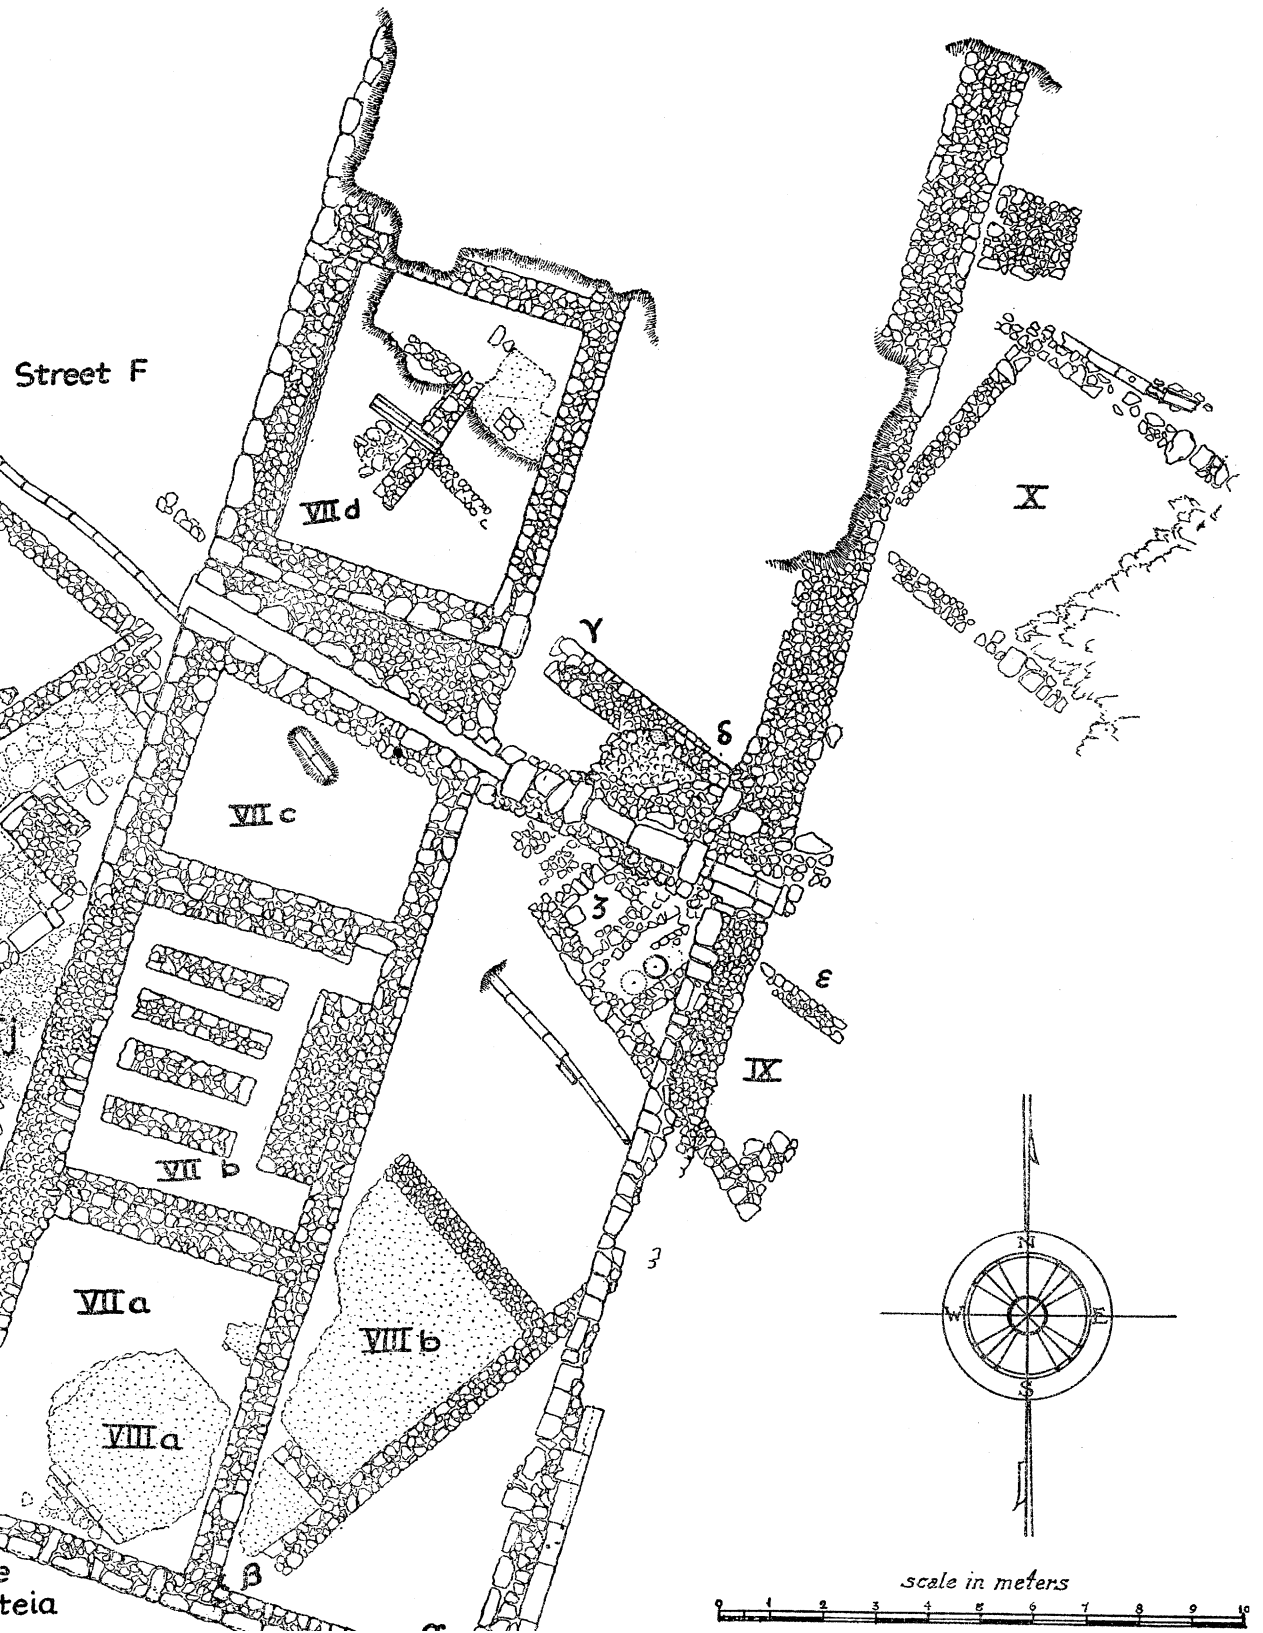 Street F
VII d
X
γ
δ
VII c
ζ
ε
IX
VII b
VII a
VIII b
VIII a
β
e
teia
α
N
W
E
S
scale in meters
0 1 2 3 4 5 6 7 8 9 10